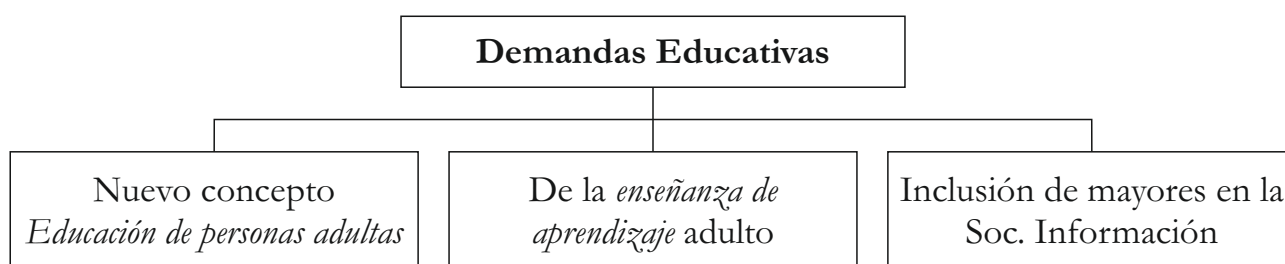 Demandas Educativas
Nuevo concepto
Educación de personas adultas
De la enseñanza de
aprendizaje adulto
Inclusión de mayores en la
Soc. Información